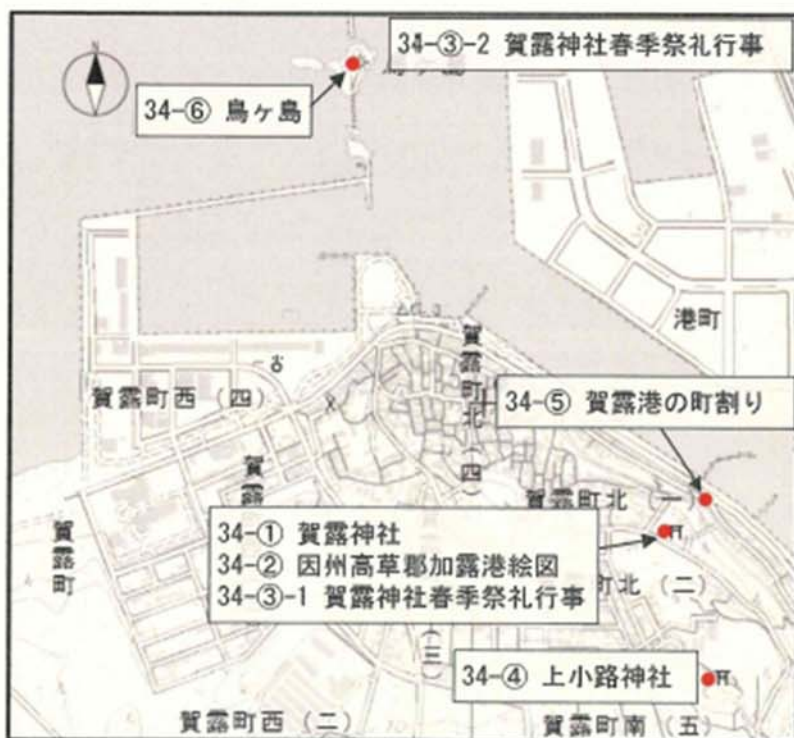 34-③-2 賀露神社春季祭礼行事
N
34-⑥ 鳥ヶ島
港町
賀露町北(四)
賀露町西(四)
34-⑤ 賀露港の町割り
賀露町北(一)
賀露
賀露町
34-① 賀露神社
34-② 因州高草郡加露港絵図
34-③-1 賀露神社春季祭礼行事
町北(二)
(三)
34-④ 上小路神社
賀露町西(二)
賀露町南(五)